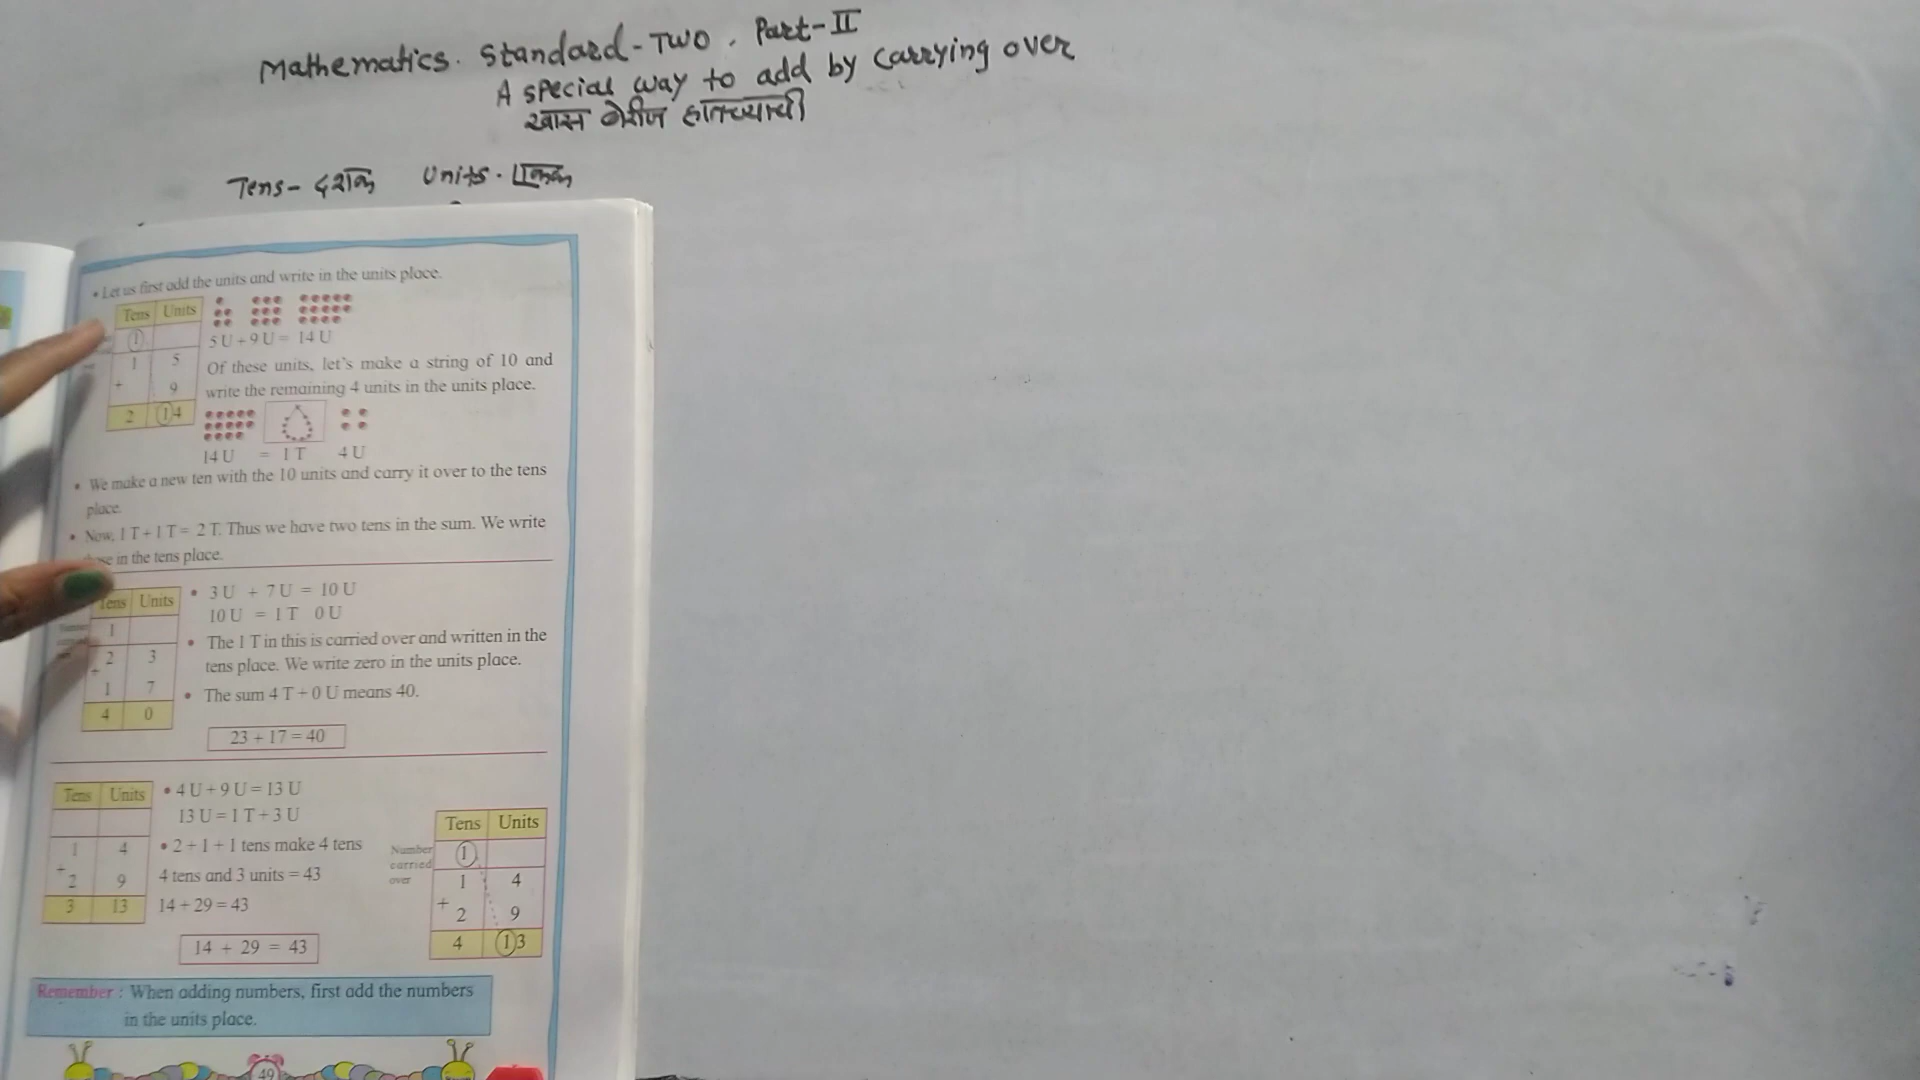 Mathematics. Standard-Two. Part-II
A special way to add by carrying over
खास बेरीज हातच्याची
Tens - दशक Units. एकक
• Let us first add the units and write in the units place.
Tens Units
1
5 U + 9 U = 14 U
1 5
+ 9
2 14
Of these units, let's make a string of 10 and
write the remaining 4 units in the units place.
14 U = 1 T 4 U
• We make a new ten with the 10 units and carry it over to the tens
place.
• Now, 1 T + 1 T = 2 T. Thus we have two tens in the sum. We write
in the tens place.
Tens Units
1
2 3
+
1 7
4 0
• 3 U + 7 U = 10 U
10 U = 1 T 0 U
• The 1 T in this is carried over and written in the
tens place. We write zero in the units place.
• The sum 4 T + 0 U means 40.
23 + 17 = 40
Tens Units
1 4
+
2 9
3 13
• 4 U + 9 U = 13 U
13 U = 1 T + 3 U
• 2 + 1 + 1 tens make 4 tens
4 tens and 3 units = 43
14 + 29 = 43
14 + 29 = 43
Number
carried
over
Tens Units
1
1 4
+
2 9
4 13
Remember : When adding numbers, first add the numbers
in the units place.
49